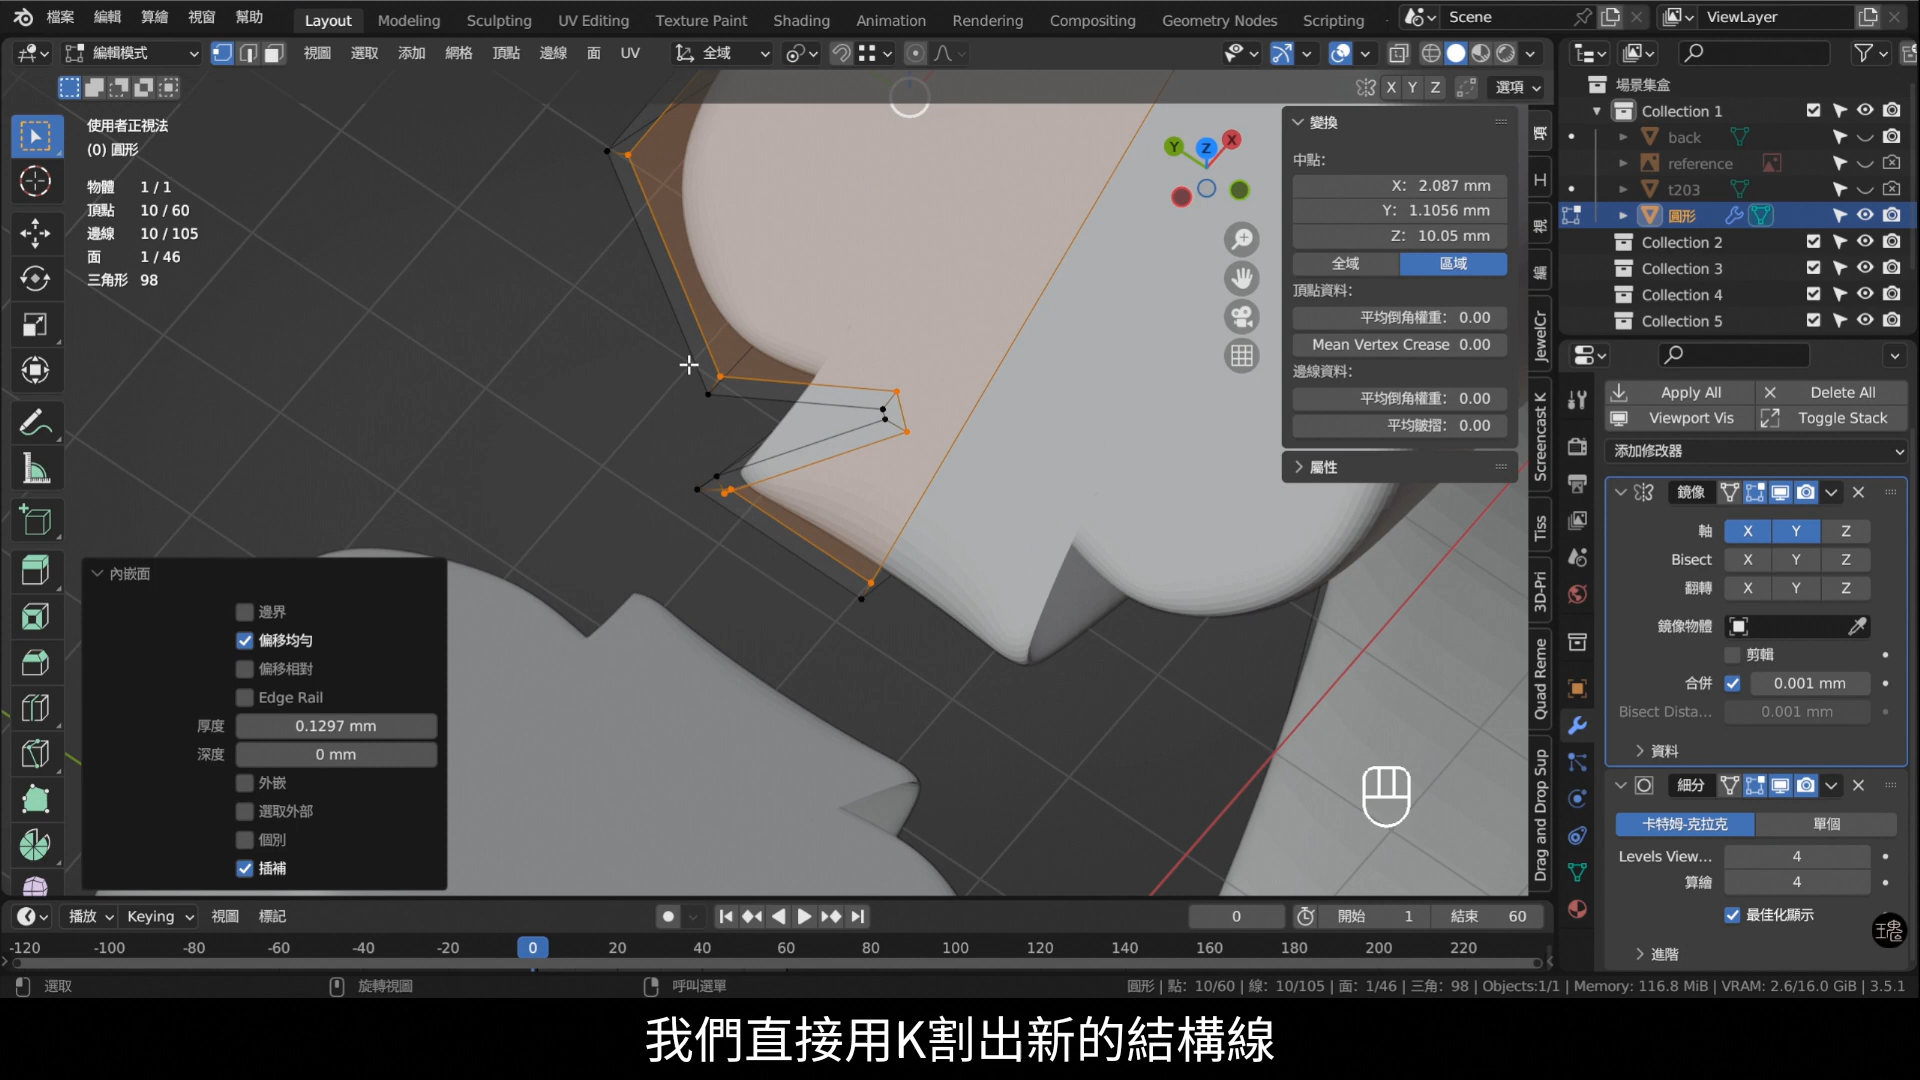 檔案 編輯 算繪 視窗 幫助 Layout Modeling Sculpting UV Editing Texture Paint Shading Animation Rendering Compositing Geometry Nodes Scripting Scene ViewLayer
編輯模式 視圖 選取 添加 網格 頂點 邊線 面 UV 全域
X Y Z 選項
使用者正視法
(0) 圓形
物體 1 / 1
頂點 10 / 60
邊線 10 / 105
面 1 / 46
三角形 98
Y Z X
變換
中點:
X: 2.087 mm
Y: 1.1056 mm
Z: 10.05 mm
全域 區域
頂點資料:
平均倒角權重: 0.00
Mean Vertex Crease 0.00
邊線資料:
平均倒角權重: 0.00
平均皺摺: 0.00
屬性
項
工
視
編
JewelCr
Screencast K
Tiss
3D-Pri
Quad Reme
Drag and Drop Sup
場景集盒
Collection 1
back
reference
t203
圓形
Collection 2
Collection 3
Collection 4
Collection 5
Apply All Delete All
Viewport Vis Toggle Stack
添加修改器
鏡像
軸 X Y Z
Bisect X Y Z
翻轉 X Y Z
鏡像物體
剪輯
合併 0.001 mm
Bisect Dista... 0.001 mm
資料
細分
卡特姆-克拉克 單個
Levels View... 4
算繪 4
最佳化顯示
進階
內嵌面
邊界
偏移均勻
偏移相對
Edge Rail
厚度 0.1297 mm
深度 0 mm
外嵌
選取外部
個別
插補
播放 Keying 視圖 標記 0 開始 1 結束 60
-120 -100 -80 -60 -40 -20 0 20 40 60 80 100 120 140 160 180 200 220
選取 旋轉視圖 呼叫選單 圓形 | 點: 10/60 | 線: 10/105 | 面: 1/46 | 三角: 98 | Objects:1/1 | Memory: 116.8 MiB | VRAM: 2.6/16.0 GiB | 3.5.1
我們直接用K割出新的結構線